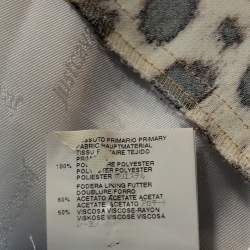 TESSUTO PRIMARIO PRIMARY
FABRIC HAUPTMATERIAL
TISSU PRIMAIRE TEJIDO
100% POLIESTERE POLYESTER
POLYESTER POLYESTER
POLIESTER
FODERA LINING FUTTER
DOUBLURE FORRO
50% ACETATO ACETATE ACETAT
ACETATE ACETATO
50% VISCOSA VISCOSE-RAYON
VISKOSE VISCOSE VISCOSA